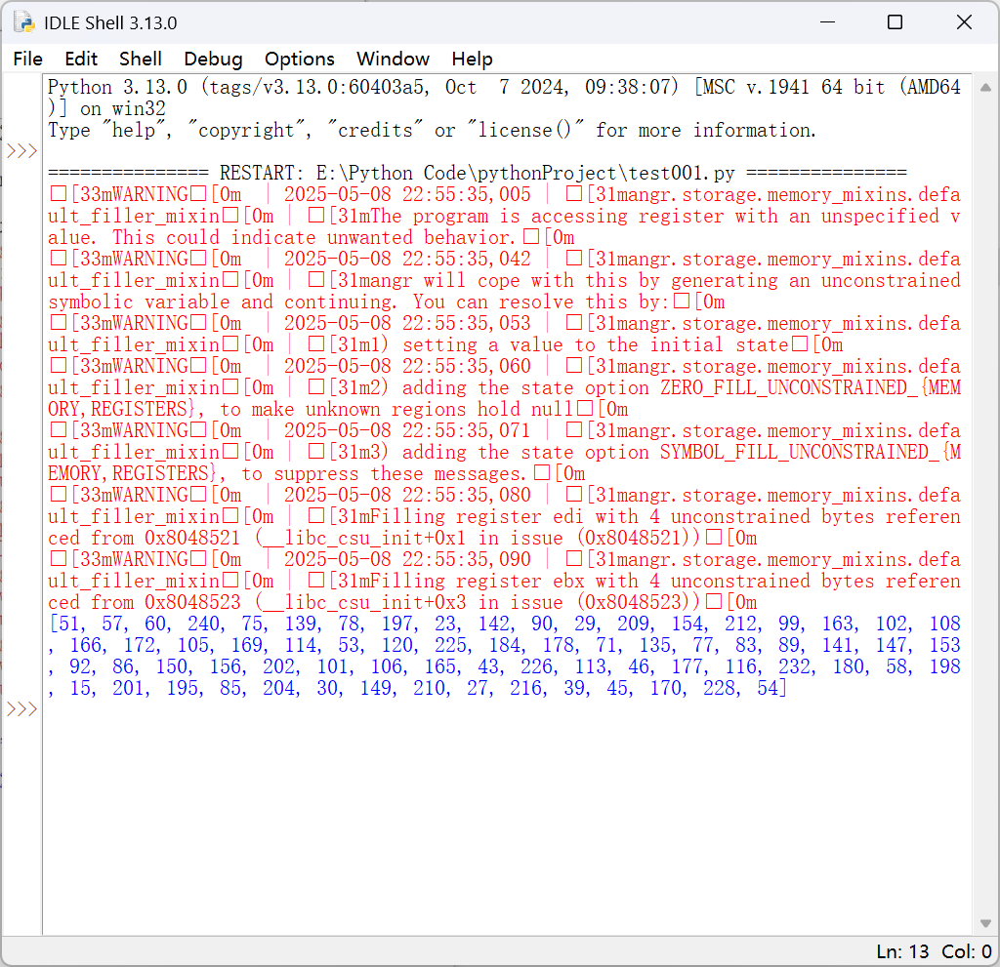 IDLE Shell 3.13.0
File Edit Shell Debug Options Window Help
Python 3.13.0 (tags/v3.13.0:60403a5, Oct  7 2024, 09:38:07) [MSC v.1941 64 bit (AMD64
)] on win32
Type "help", "copyright", "credits" or "license()" for more information.
>>>
=============== RESTART: E:\Python Code\pythonProject\test001.py ===============
□[33mWARNING□[0m  | 2025-05-08 22:55:35,005 | □[31mangr.storage.memory_mixins.defa
ult_filler_mixin□[0m | □[31mThe program is accessing register with an unspecified v
alue. This could indicate unwanted behavior.□[0m
□[33mWARNING□[0m  | 2025-05-08 22:55:35,042 | □[31mangr.storage.memory_mixins.defa
ult_filler_mixin□[0m | □[31mangr will cope with this by generating an unconstrained
symbolic variable and continuing. You can resolve this by:□[0m
□[33mWARNING□[0m  | 2025-05-08 22:55:35,053 | □[31mangr.storage.memory_mixins.defa
ult_filler_mixin□[0m | □[31m1) setting a value to the initial state□[0m
□[33mWARNING□[0m  | 2025-05-08 22:55:35,060 | □[31mangr.storage.memory_mixins.defa
ult_filler_mixin□[0m | □[31m2) adding the state option ZERO_FILL_UNCONSTRAINED_{MEM
ORY,REGISTERS}, to make unknown regions hold null□[0m
□[33mWARNING□[0m  | 2025-05-08 22:55:35,071 | □[31mangr.storage.memory_mixins.defa
ult_filler_mixin□[0m | □[31m3) adding the state option SYMBOL_FILL_UNCONSTRAINED_{M
EMORY,REGISTERS}, to suppress these messages.□[0m
□[33mWARNING□[0m  | 2025-05-08 22:55:35,080 | □[31mangr.storage.memory_mixins.defa
ult_filler_mixin□[0m | □[31mFilling register edi with 4 unconstrained bytes referen
ced from 0x8048521 (__libc_csu_init+0x1 in issue (0x8048521))□[0m
□[33mWARNING□[0m  | 2025-05-08 22:55:35,090 | □[31mangr.storage.memory_mixins.defa
ult_filler_mixin□[0m | □[31mFilling register ebx with 4 unconstrained bytes referen
ced from 0x8048523 (__libc_csu_init+0x3 in issue (0x8048523))□[0m
[51, 57, 60, 240, 75, 139, 78, 197, 23, 142, 90, 29, 209, 154, 212, 99, 163, 102, 108
, 166, 172, 105, 169, 114, 53, 120, 225, 184, 178, 71, 135, 77, 83, 89, 141, 147, 153
, 92, 86, 150, 156, 202, 101, 106, 165, 43, 226, 113, 46, 177, 116, 232, 180, 58, 198
, 15, 201, 195, 85, 204, 30, 149, 210, 27, 216, 39, 45, 170, 228, 54]
>>>
Ln: 13 Col: 0